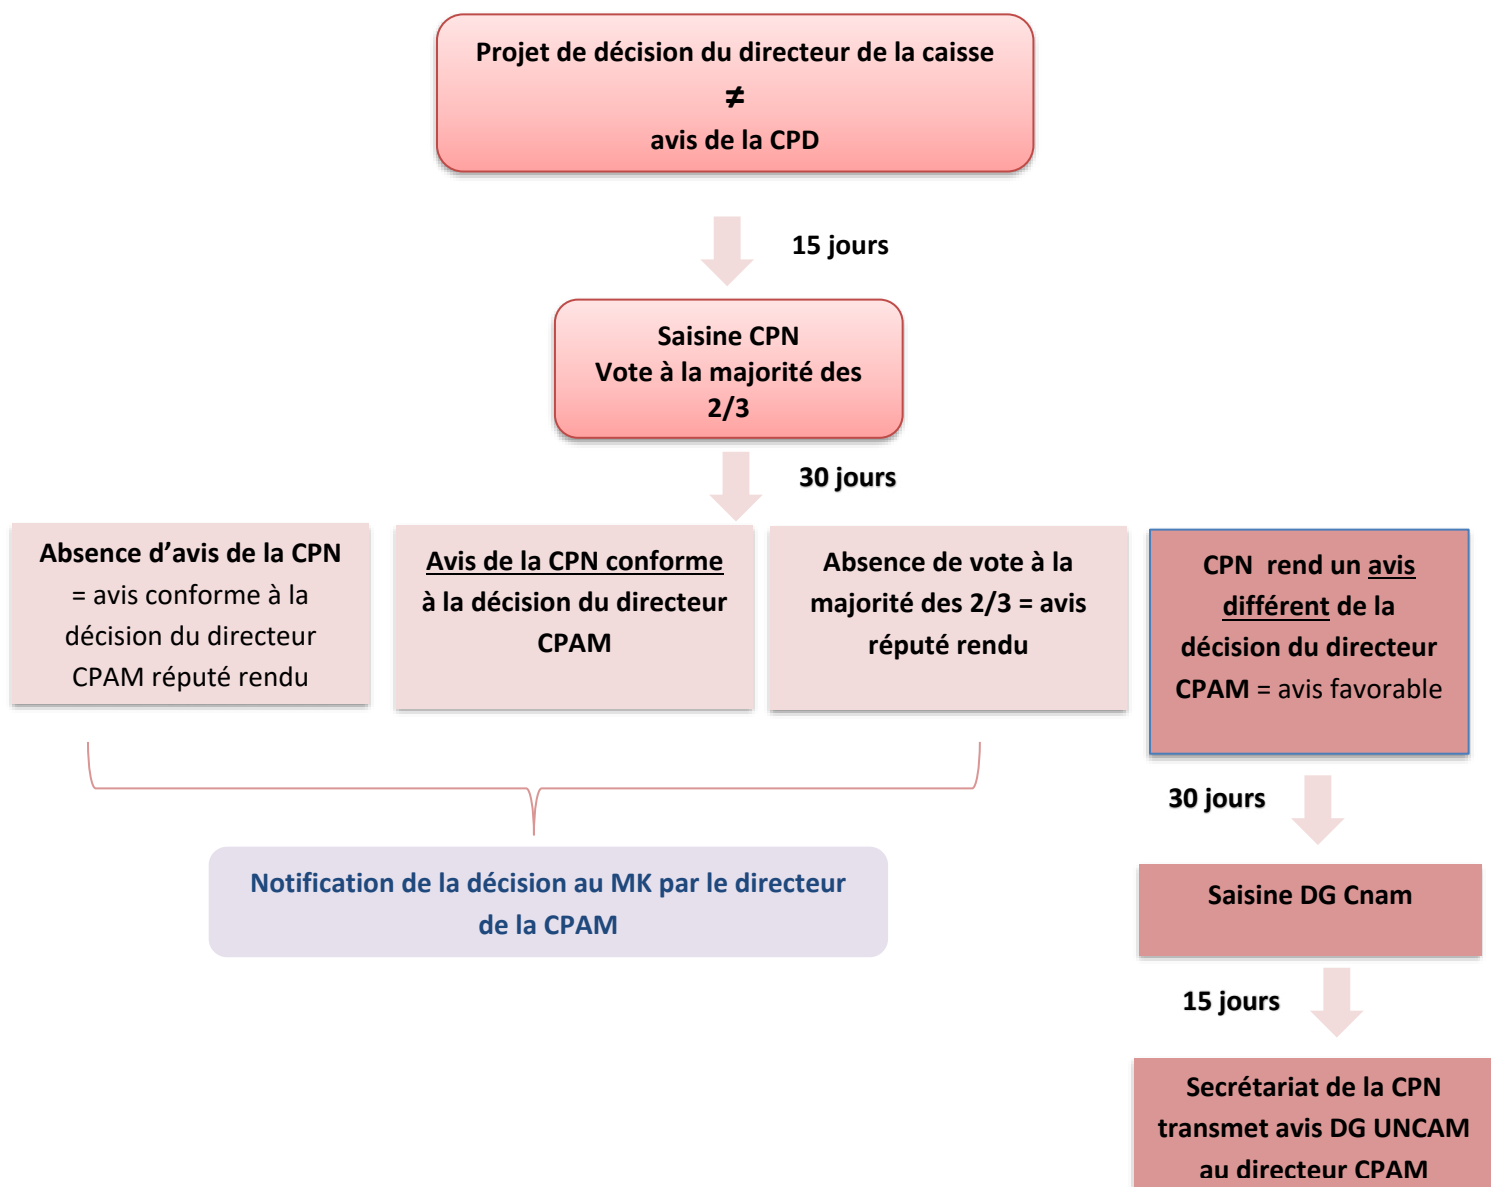 Projet de décision du directeur de la caisse
≠
avis de la CPD
15 jours
Saisine CPN
Vote à la majorité des
2/3
30 jours
Absence d’avis de la CPN
= avis conforme à la
décision du directeur
CPAM réputé rendu
Avis de la CPN conforme
à la décision du directeur
CPAM
Absence de vote à la
majorité des 2/3 = avis
réputé rendu
CPN rend un avis
différent de la
décision du directeur
CPAM = avis favorable
30 jours
Notification de la décision au MK par le directeur
de la CPAM
Saisine DG Cnam
15 jours
Secrétariat de la CPN
transmet avis DG UNCAM
au directeur CPAM